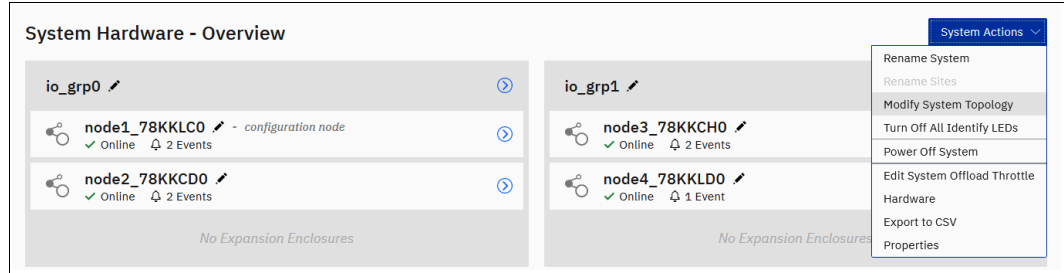 System Hardware - Overview
System Actions
io_grp0
node1_78KKLC0 - configuration node
Online 2 Events
node2_78KKCD0
Online 2 Events
No Expansion Enclosures
io_grp1
node3_78KKCH0
Online 2 Events
node4_78KKLD0
Online 1 Event
No Expansion Enclosures
Rename System
Rename Sites
Modify System Topology
Turn Off All Identify LEDs
Power Off System
Edit System Offload Throttle
Hardware
Export to CSV
Properties